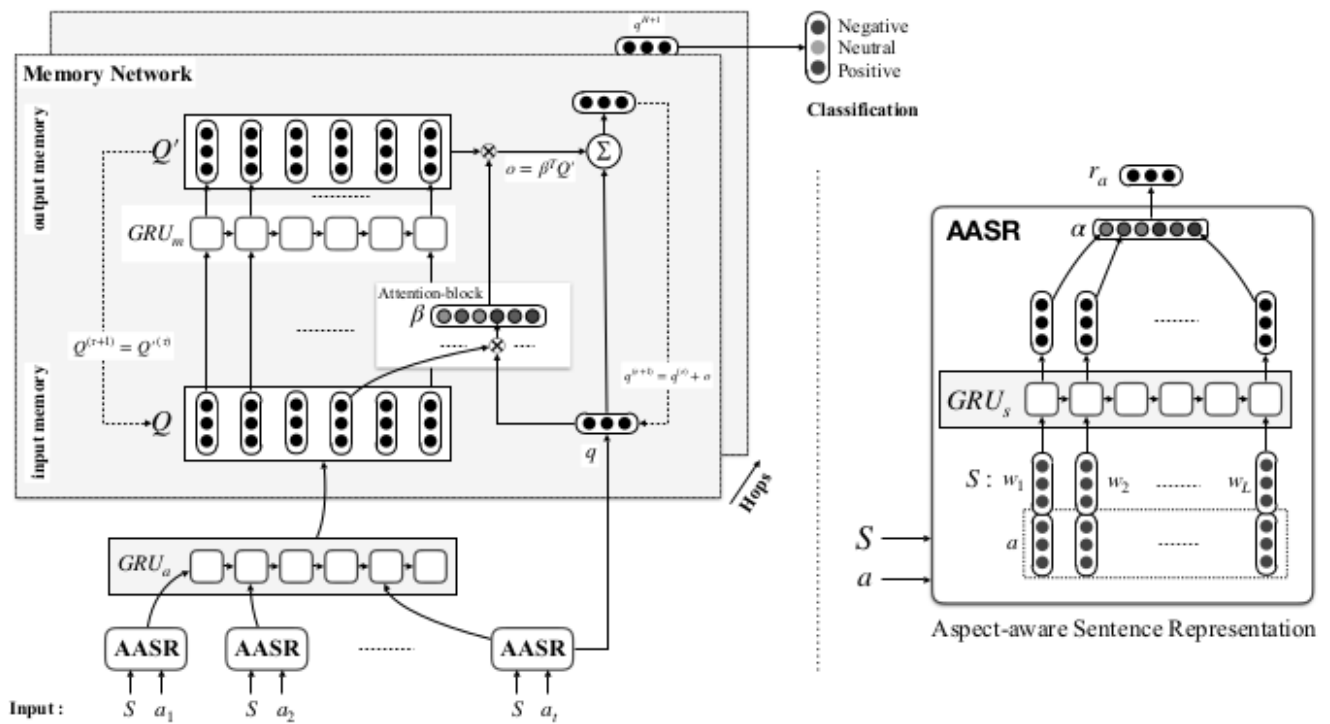 q^{H+1}
Negative
Neutral
Positive
Classification
Memory Network
output memory
Q'
o = β^T Q'
Σ
GRU_m
Attention-block
β
Q^{(τ+1)} = Q'^{(τ)}
input memory
Q
q
Hops
GRU_a
AASR
AASR
AASR
Input :
S a_1
S a_2
S a_t
r_a
AASR
α
GRU_s
S : w_1
w_2
w_L
a
S
a
Aspect-aware Sentence Representation